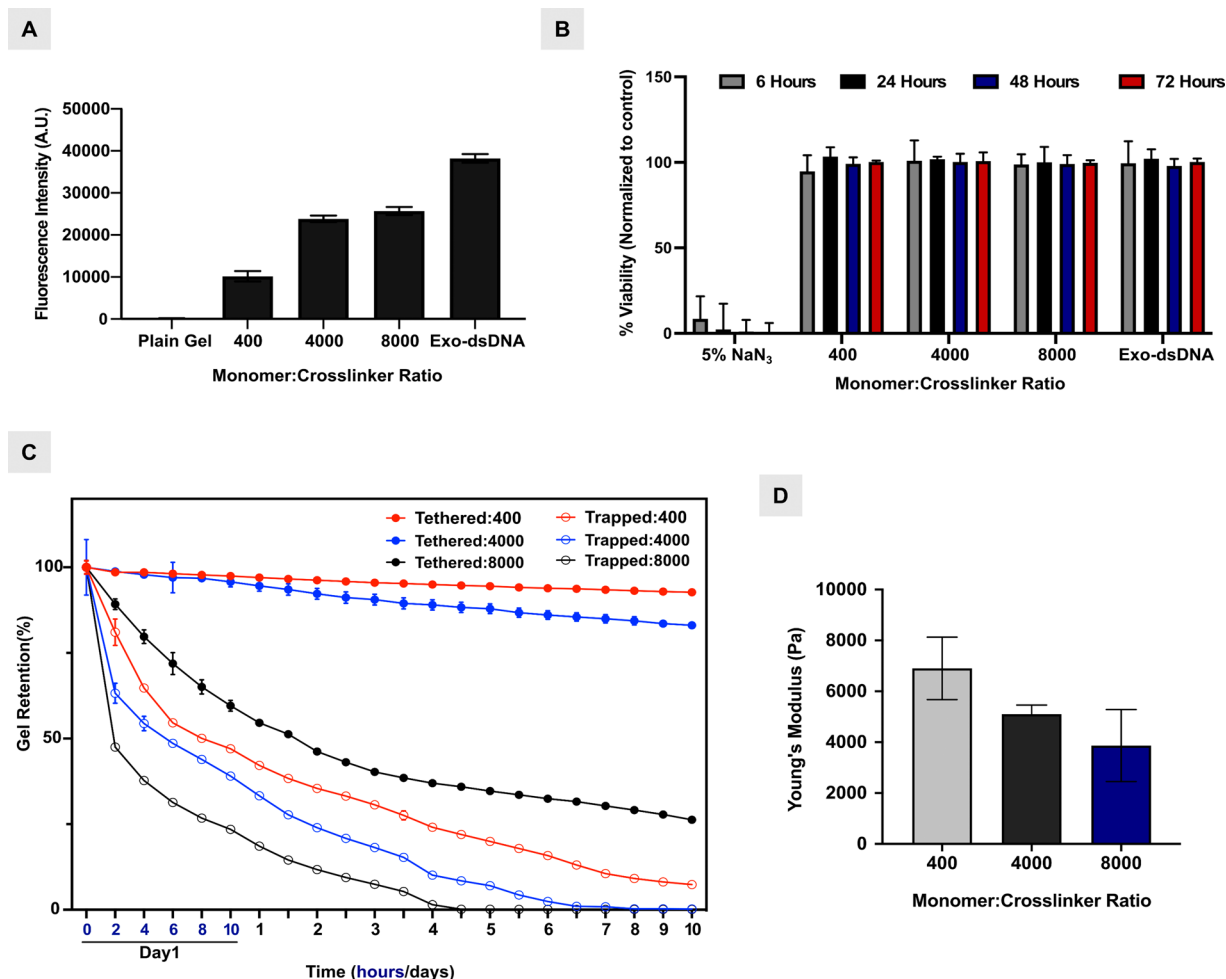 A
Fluorescence Intensity (A.U.)
50000
40000
30000
20000
10000
0
Plain Gel 400 4000 8000 Exo-dsDNA
Monomer:Crosslinker Ratio
B
% Viability (Normalized to control)
150
100
50
0
6 Hours 24 Hours 48 Hours 72 Hours
5% NaN₃ 400 4000 8000 Exo-dsDNA
Monomer:Crosslinker Ratio
C
Gel Retention(%)
100
50
0
Tethered:400 Trapped:400
Tethered:4000 Trapped:4000
Tethered:8000 Trapped:8000
0 2 4 6 8 10 1 2 3 4 5 6 7 8 9 10
Day1
Time (hours/days)
D
Young's Modulus (Pa)
10000
8000
6000
4000
2000
0
400 4000 8000
Monomer:Crosslinker Ratio